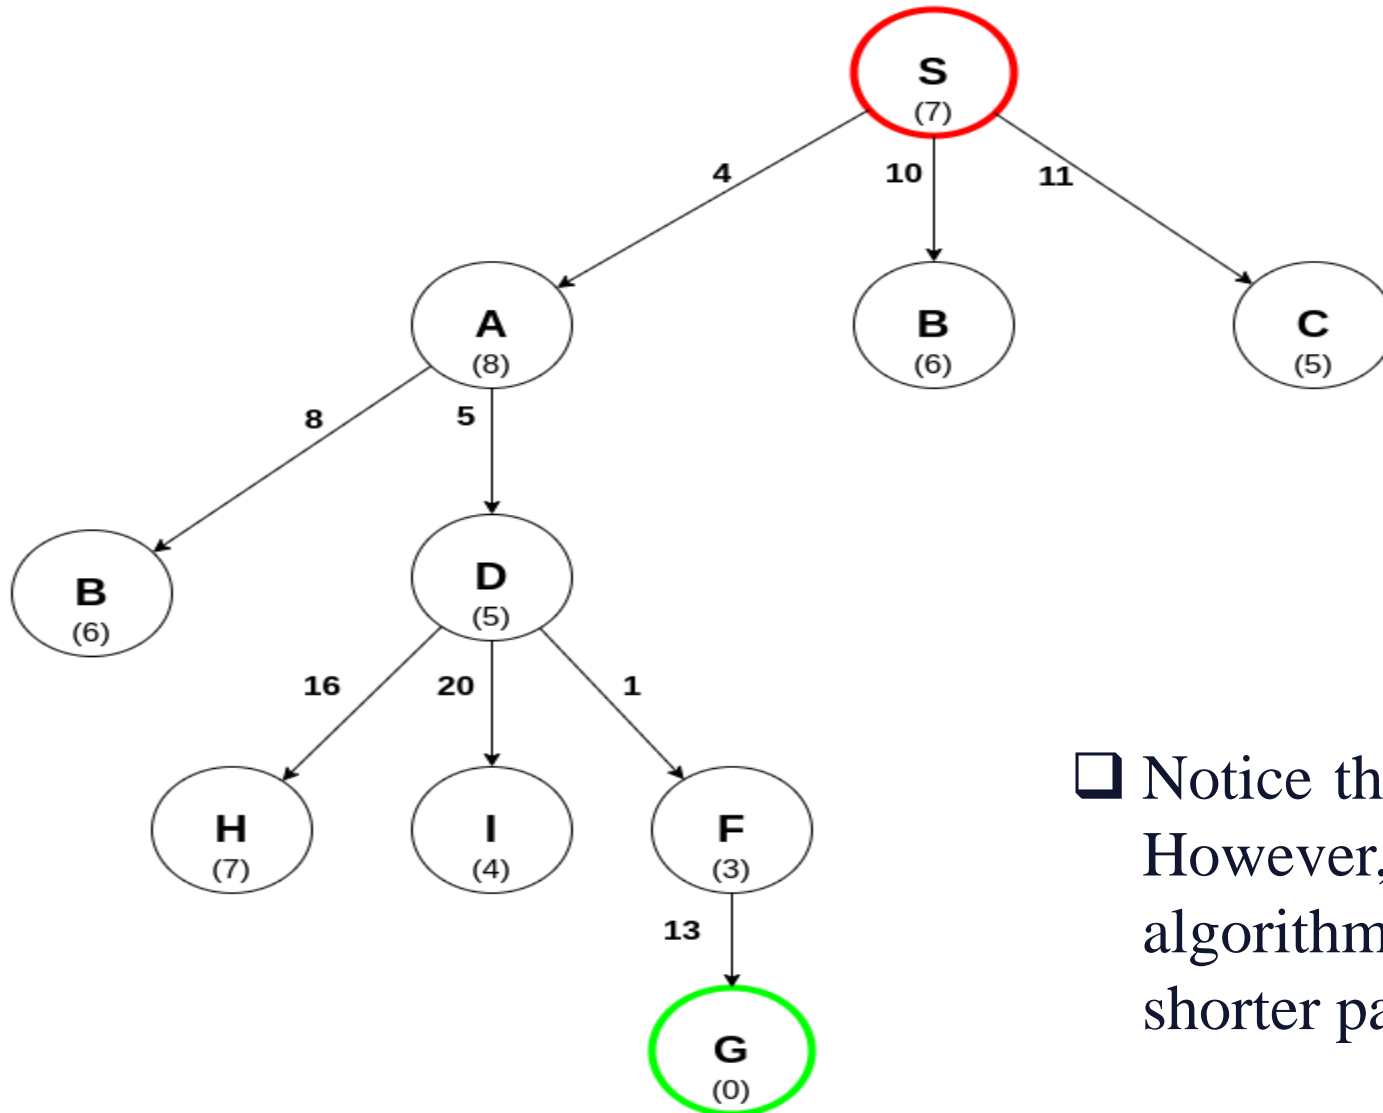 S
(7)
4
10
11
A
(8)
B
(6)
C
(5)
8
5
B
(6)
D
(5)
16
20
1
H
(7)
I
(4)
F
(3)
13
G
(0)
❑ Notice th
However,
algorithm
shorter pa